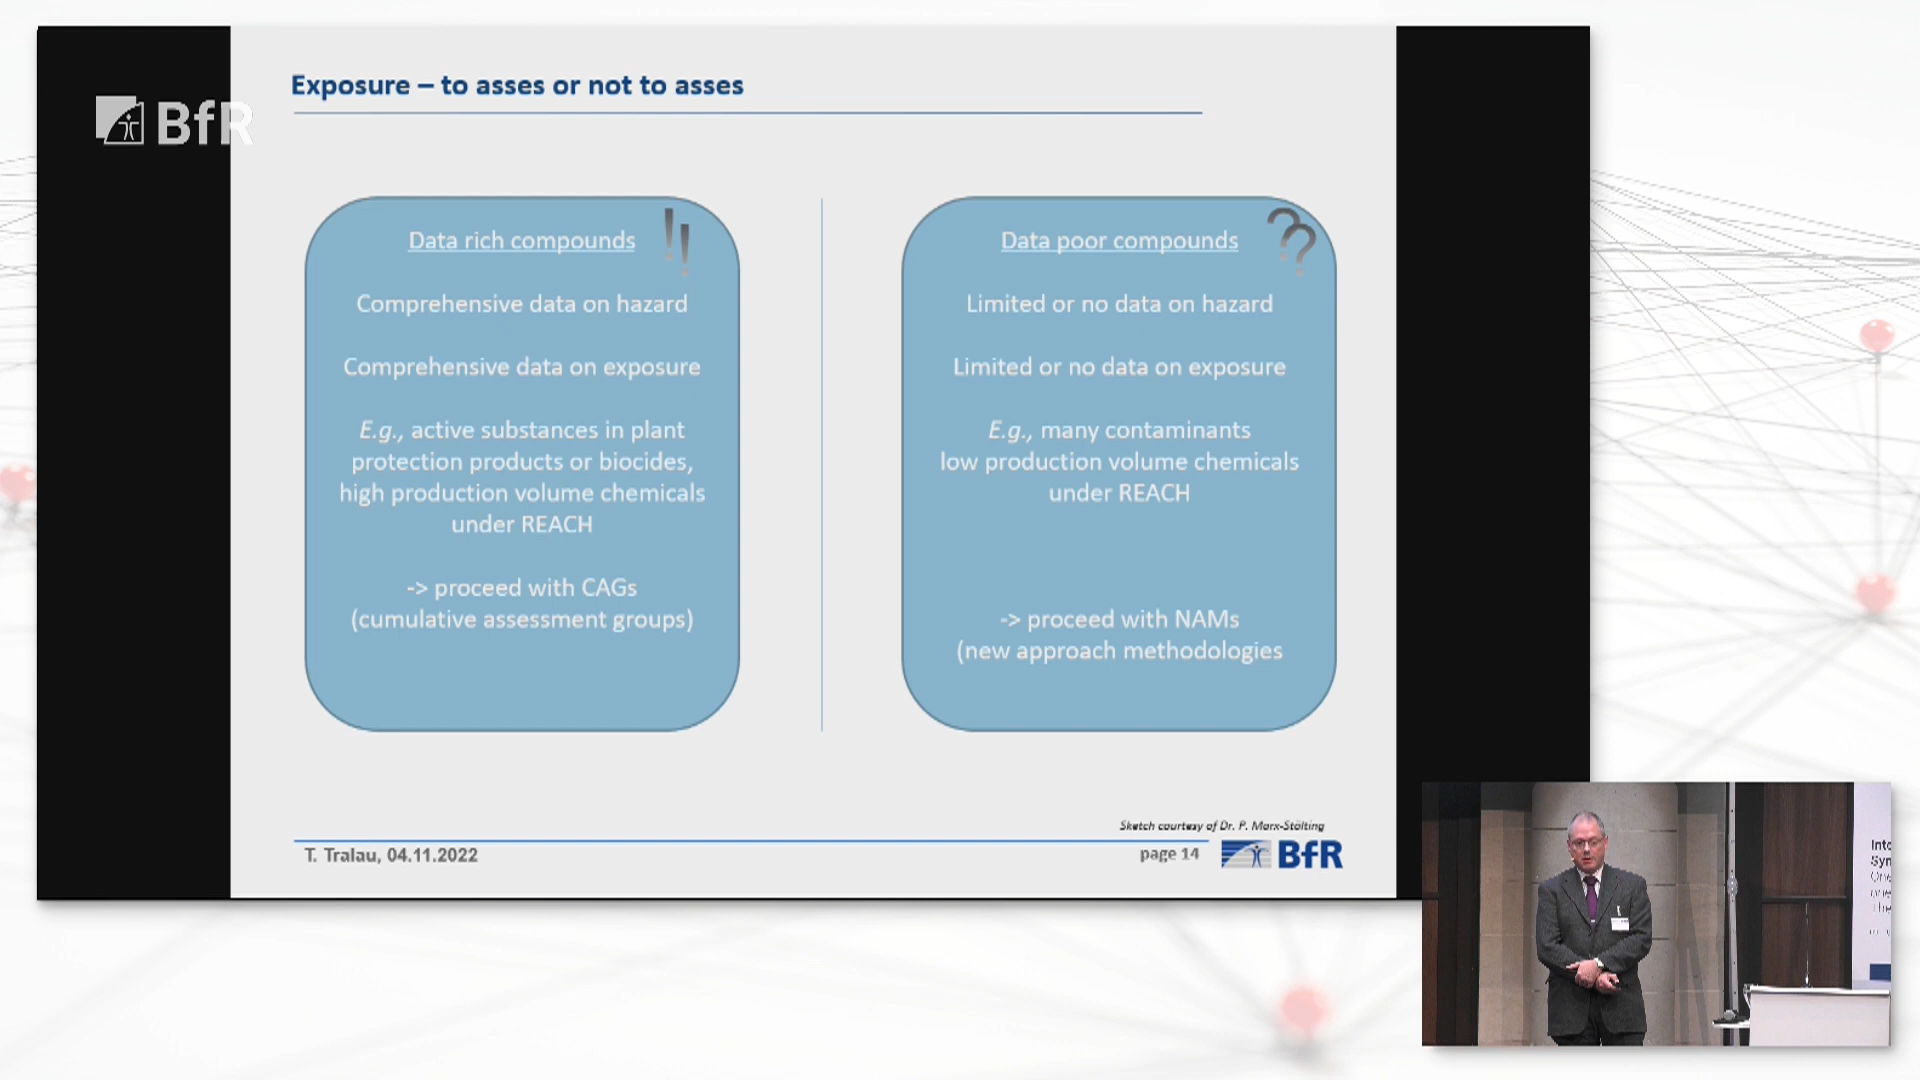 Exposure – to asses or not to asses
BfR
Data rich compounds !!
Comprehensive data on hazard
Comprehensive data on exposure
E.g., active substances in plant
protection products or biocides,
high production volume chemicals
under REACH
-> proceed with CAGs
(cumulative assessment groups)
Data poor compounds ??
Limited or no data on hazard
Limited or no data on exposure
E.g., many contaminants
low production volume chemicals
under REACH
-> proceed with NAMs
(new approach methodologies
Sketch courtesy of Dr. P. Marx-Stölting
T. Tralau, 04.11.2022
page 14
BfR